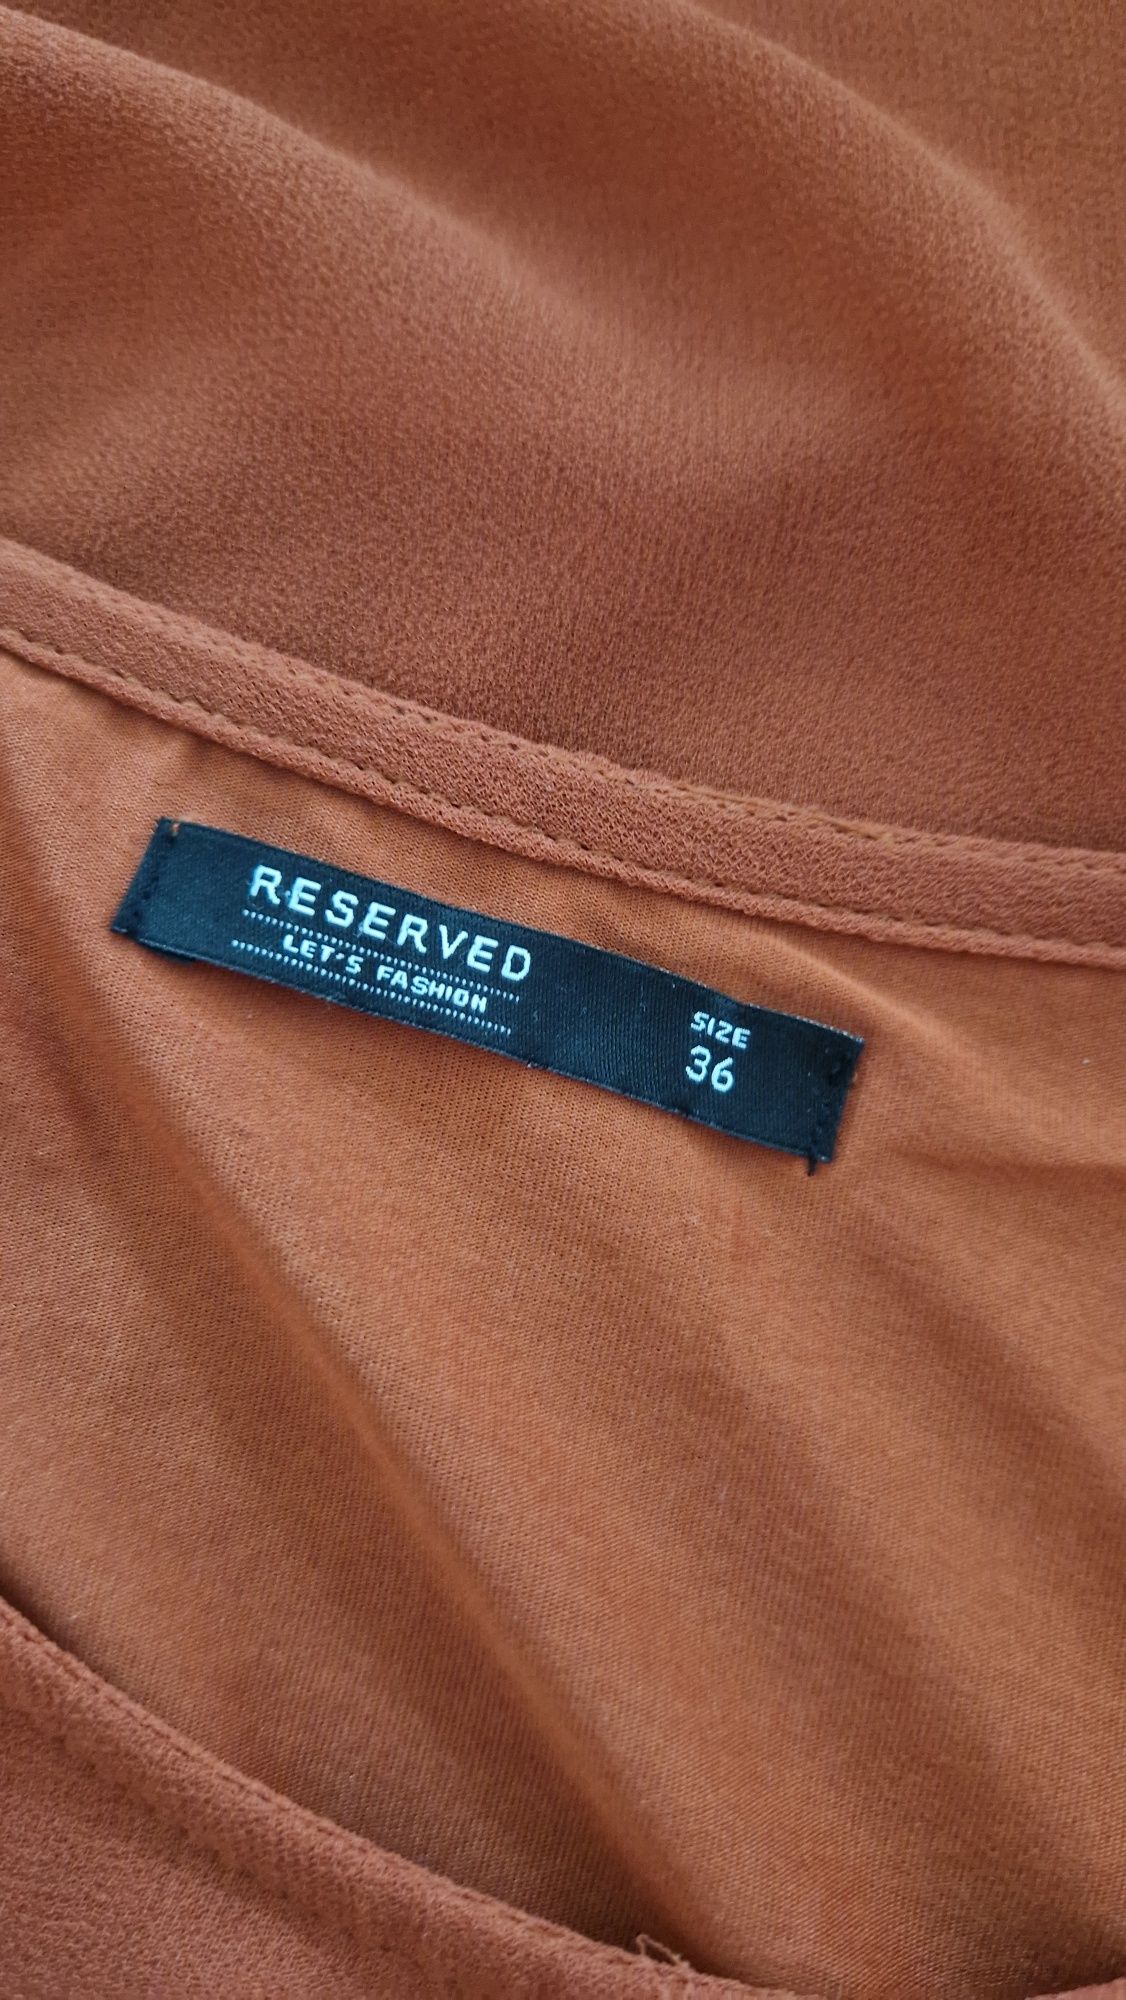 RESERVED
LET'S FASHION
SIZE
36